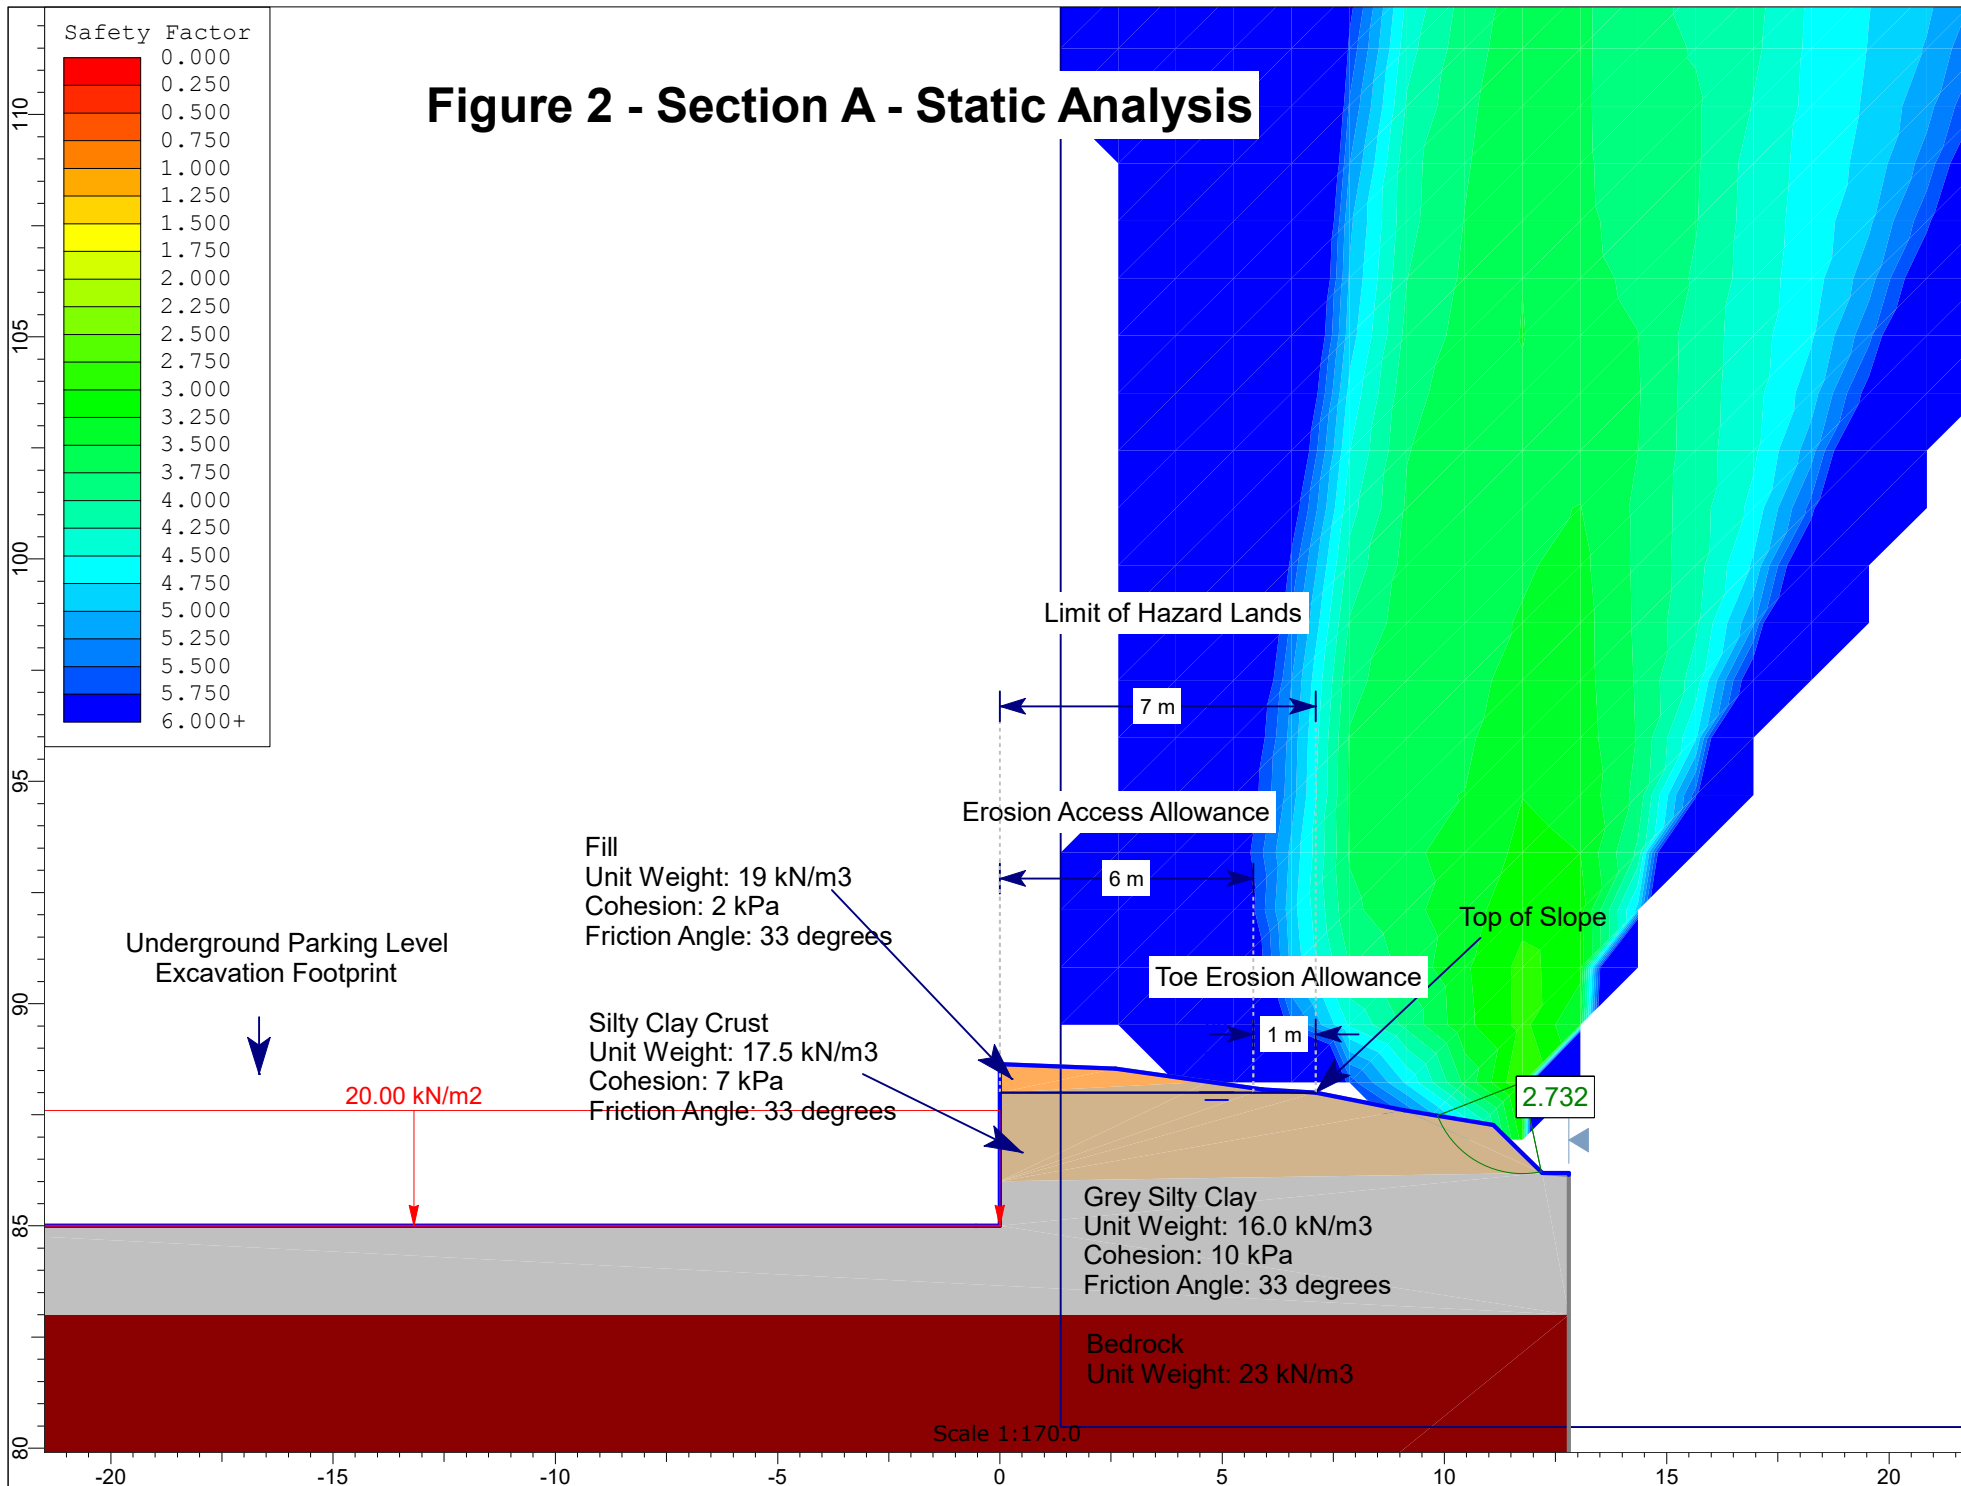 Safety Factor
0.000
0.250
0.500
0.750
1.000
1.250
1.500
1.750
2.000
2.250
2.500
2.750
3.000
3.250
3.500
3.750
4.000
4.250
4.500
4.750
5.000
5.250
5.500
5.750
6.000+
Figure 2 - Section A - Static Analysis
Limit of Hazard Lands
7 m
Erosion Access Allowance
6 m
Fill
Unit Weight: 19 kN/m3
Cohesion: 2 kPa
Friction Angle: 33 degrees
Top of Slope
Underground Parking Level
Excavation Footprint
Toe Erosion Allowance
1 m
Silty Clay Crust
Unit Weight: 17.5 kN/m3
Cohesion: 7 kPa
Friction Angle: 33 degrees
20.00 kN/m2
2.732
Grey Silty Clay
Unit Weight: 16.0 kN/m3
Cohesion: 10 kPa
Friction Angle: 33 degrees
Bedrock
Unit Weight: 23 kN/m3
Scale 1:170.0
110
105
100
95
90
85
80
-20
-15
-10
-5
0
5
10
15
20